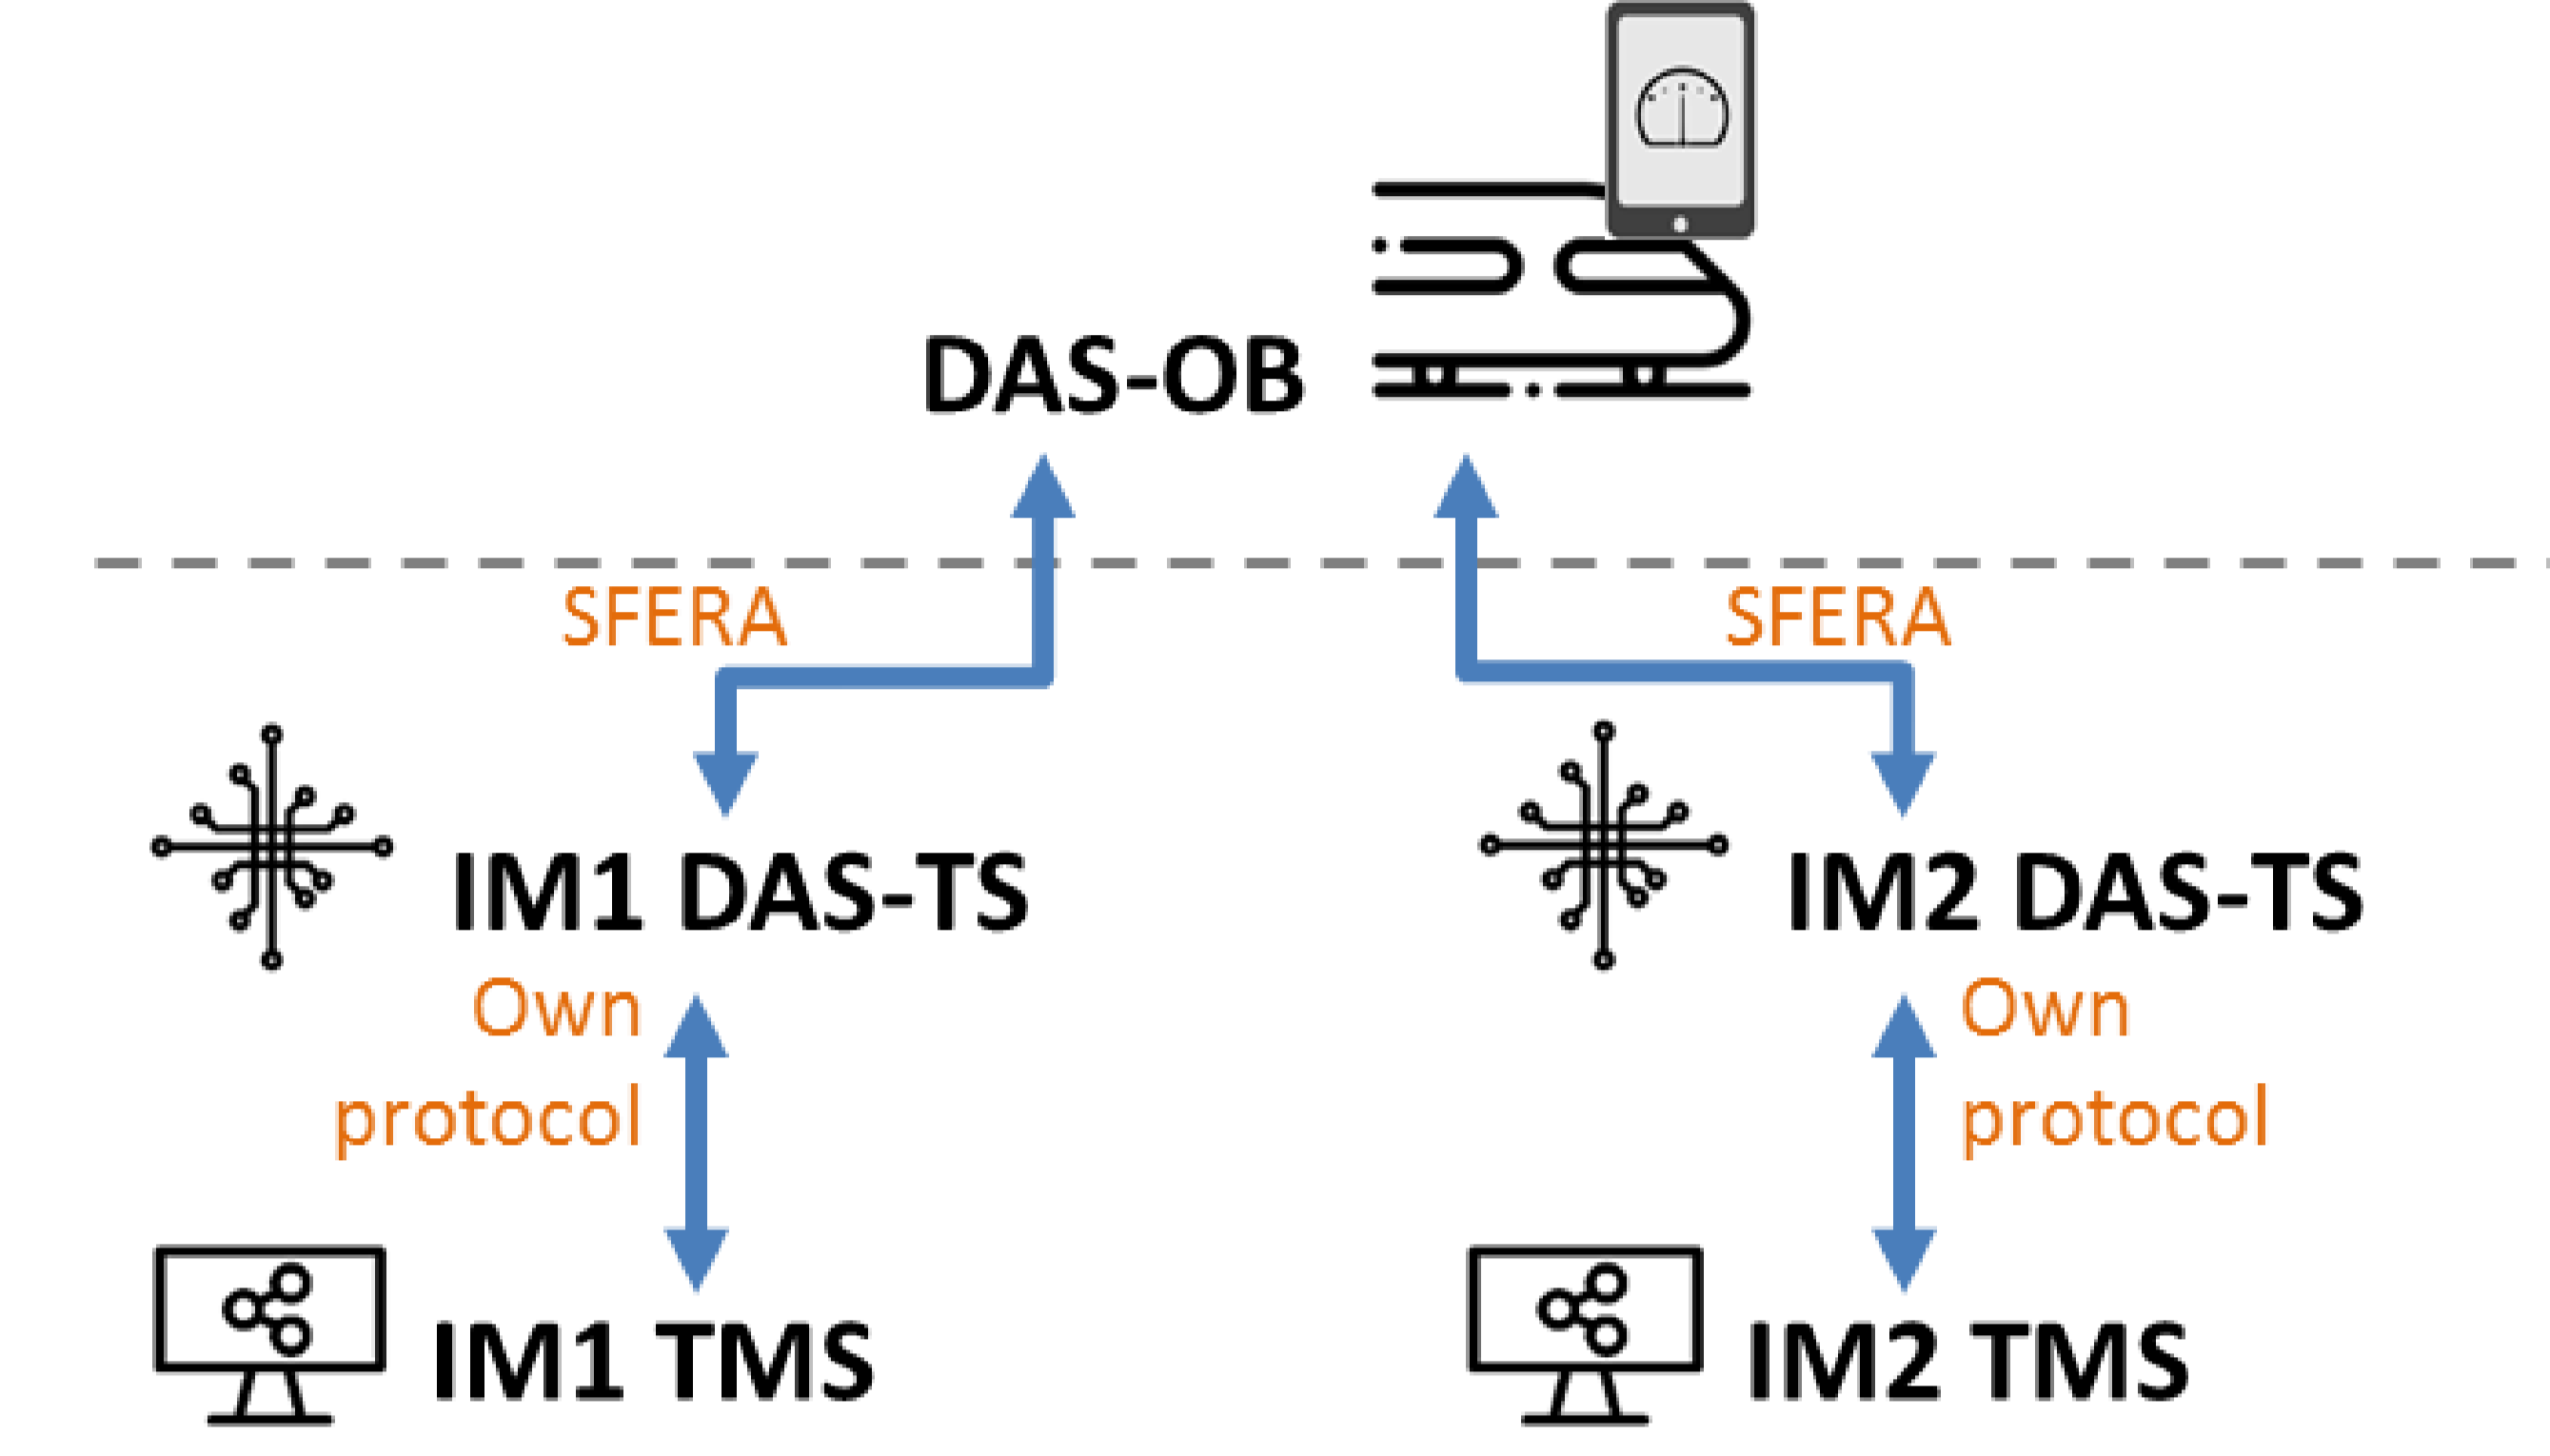 DAS-OB
SFERA
SFERA
IM1 DAS-TS
IM2 DAS-TS
Own
protocol
Own
protocol
IM1 TMS
IM2 TMS